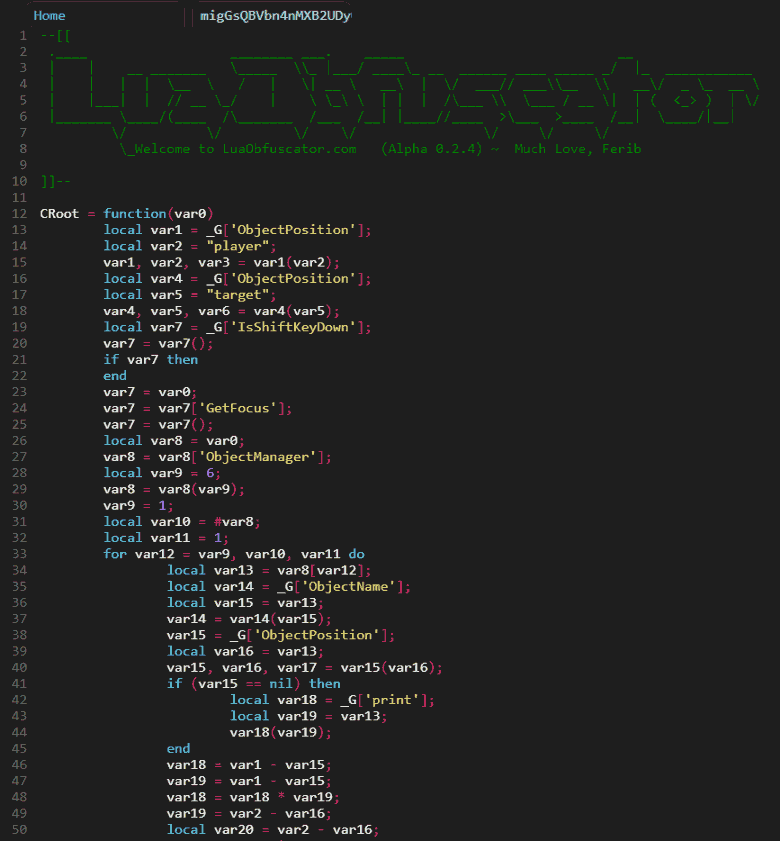 Home migGsQBVbn4nMXB2UDy
1 --[[
2
3
4
5
6
7
8 \_Welcome to LuaObfuscator.com (Alpha 0.2.4) ~ Much Love, Ferib
9
10 ]]--
11
12 CRoot = function(var0)
13 local var1 = _G['ObjectPosition'];
14 local var2 = "player";
15 var1, var2, var3 = var1(var2);
16 local var4 = _G['ObjectPosition'];
17 local var5 = "target";
18 var4, var5, var6 = var4(var5);
19 local var7 = _G['IsShiftKeyDown'];
20 var7 = var7();
21 if var7 then
22 end
23 var7 = var0;
24 var7 = var7['GetFocus'];
25 var7 = var7();
26 local var8 = var0;
27 var8 = var8['ObjectManager'];
28 local var9 = 6;
29 var8 = var8(var9);
30 var9 = 1;
31 local var10 = #var8;
32 local var11 = 1;
33 for var12 = var9, var10, var11 do
34 local var13 = var8[var12];
35 local var14 = _G['ObjectName'];
36 local var15 = var13;
37 var14 = var14(var15);
38 var15 = _G['ObjectPosition'];
39 local var16 = var13;
40 var15, var16, var17 = var15(var16);
41 if (var15 == nil) then
42 local var18 = _G['print'];
43 local var19 = var13;
44 var18(var19);
45 end
46 var18 = var1 - var15;
47 var19 = var1 - var15;
48 var18 = var18 * var19;
49 var19 = var2 - var16;
50 local var20 = var2 - var16;